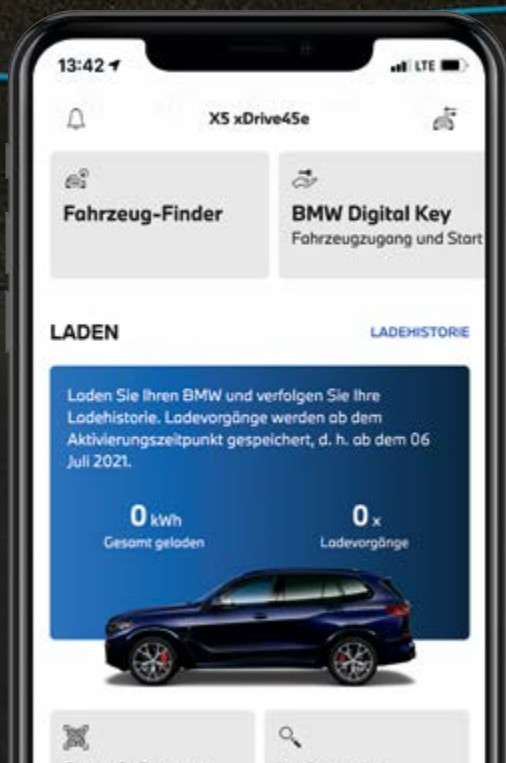 13:42
LTE
X5 xDrive45e
Fahrzeug-Finder
BMW Digital Key
Fahrzeugzugang und Start
LADEN
LADEHISTORIE
Laden Sie Ihren BMW und verfolgen Sie Ihre
Ladehistorie. Ladevorgänge werden ab dem
Aktivierungszeitpunkt gespeichert, d. h. ab dem 06
Juli 2021.
0 kWh
Gesamt geladen
0 x
Ladevorgänge